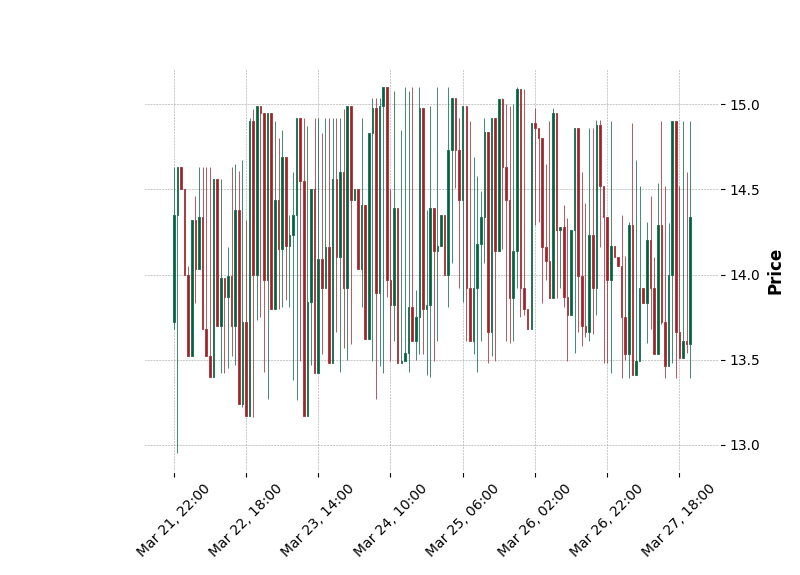 15.0
14.5
14.0
13.5
13.0
Price
Mar 21, 22:00
Mar 22, 18:00
Mar 23, 14:00
Mar 24, 10:00
Mar 25, 06:00
Mar 26, 02:00
Mar 26, 22:00
Mar 27, 18:00